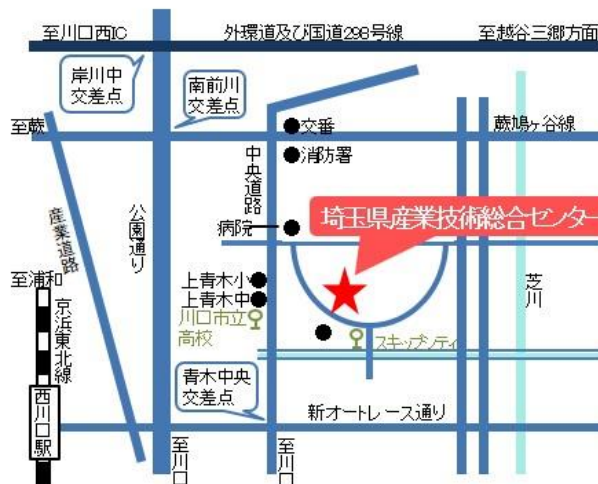 至川口西IC
外環道及び国道298号線
至越谷三郷方面
岸川中
交差点
南前川
交差点
至蕨
交番
蕨鳩ヶ谷線
消防署
中央道路
産業道路
公園通り
病院
埼玉県産業技術総合センター
至浦和
上青木小
上青木中
川口市立
高校
京浜東北線
芝川
スキップシティ
青木中央
交差点
西川口駅
新オートレース通り
至川口
至川口